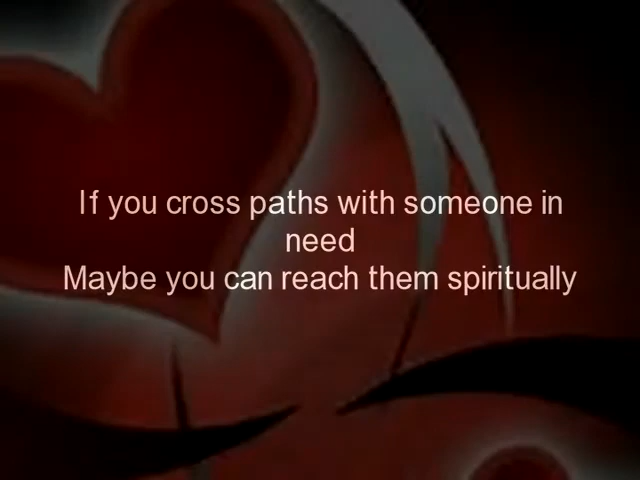 If you cross paths with someone in
need
Maybe you can reach them spiritually